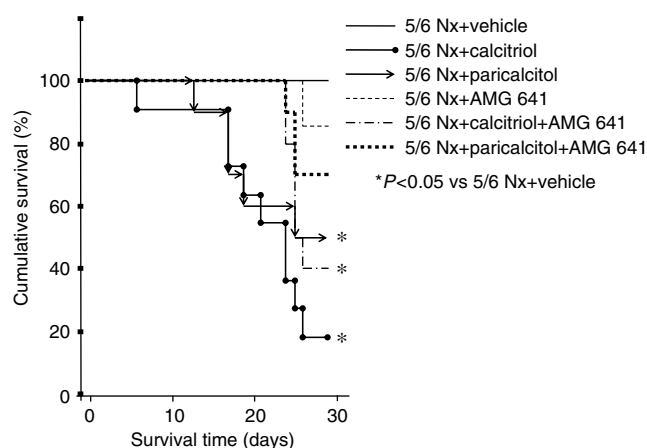 5/6 Nx+vehicle
5/6 Nx+calcitriol
5/6 Nx+paricalcitol
5/6 Nx+AMG 641
5/6 Nx+calcitriol+AMG 641
5/6 Nx+paricalcitol+AMG 641
*P<0.05 vs 5/6 Nx+vehicle
Cumulative survival (%)
100
80
60
40
20
0
*
*
*
0 10 20 30
Survival time (days)